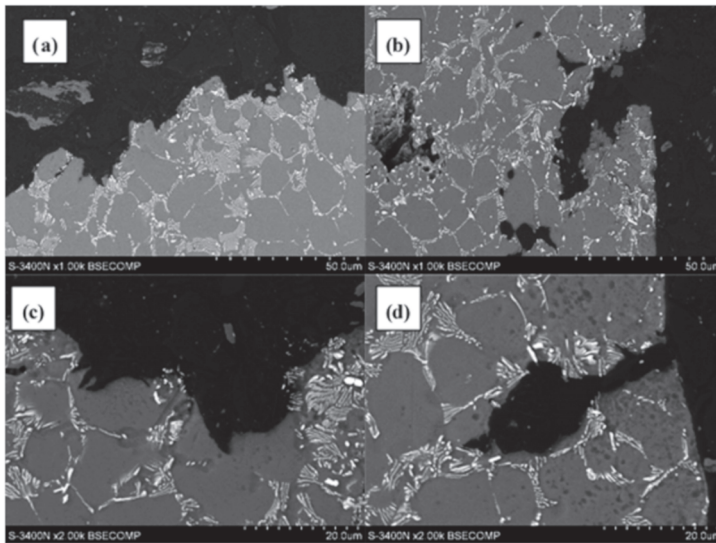 (a)
(b)
S-3400N x1.00k BSECOMP 50.0um
S-3400N x1.00k BSECOMP 50.0um
(c)
(d)
S-3400N x2.00k BSECOMP 20.0um
S-3400N x2.00k BSECOMP 20.0um